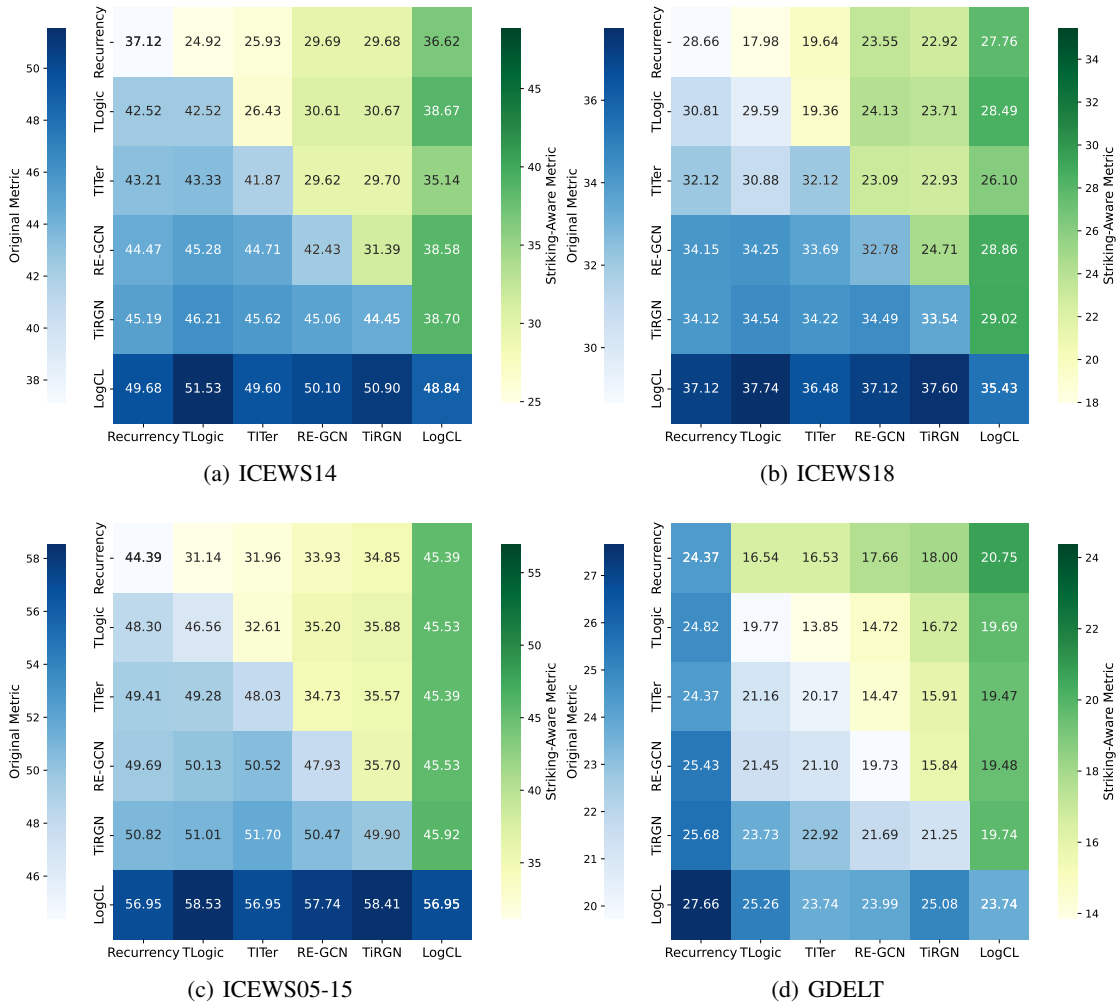 Original Metric
50
48
46
44
42
40
38
Recurrency
TLogic
TITer
RE-GCN
TiRGN
LogCL
37.12 24.92 25.93 29.69 29.68 36.62
42.52 42.52 26.43 30.61 30.67 38.67
43.21 43.33 41.87 29.62 29.70 35.14
44.47 45.28 44.71 42.43 31.39 38.58
45.19 46.21 45.62 45.06 44.45 38.70
49.68 51.53 49.60 50.10 50.90 48.84
Recurrency TLogic TITer RE-GCN TiRGN LogCL
Striking-Aware Metric
45
40
35
30
25
(a) ICEWS14
Original Metric
36
34
32
30
Recurrency
TLogic
TITer
RE-GCN
TiRGN
LogCL
28.66 17.98 19.64 23.55 22.92 27.76
30.81 29.59 19.36 24.13 23.71 28.49
32.12 30.88 32.12 23.09 22.93 26.10
34.15 34.25 33.69 32.78 24.71 28.86
34.12 34.54 34.22 34.49 33.54 29.02
37.12 37.74 36.48 37.12 37.60 35.43
Recurrency TLogic TITer RE-GCN TiRGN LogCL
Striking-Aware Metric
34
32
30
28
26
24
22
20
18
(b) ICEWS18
Original Metric
58
56
54
52
50
48
46
Recurrency
TLogic
TITer
RE-GCN
TiRGN
LogCL
44.39 31.14 31.96 33.93 34.85 45.39
48.30 46.56 32.61 35.20 35.88 45.53
49.41 49.28 48.03 34.73 35.57 45.39
49.69 50.13 50.52 47.93 35.70 45.53
50.82 51.01 51.70 50.47 49.90 45.92
56.95 58.53 56.95 57.74 58.41 56.95
Recurrency TLogic TITer RE-GCN TiRGN LogCL
Striking-Aware Metric
55
50
45
40
35
(c) ICEWS05-15
Original Metric
27
26
25
24
23
22
21
20
Recurrency
TLogic
TITer
RE-GCN
TiRGN
LogCL
24.37 16.54 16.53 17.66 18.00 20.75
24.82 19.77 13.85 14.72 16.72 19.69
24.37 21.16 20.17 14.47 15.91 19.47
25.43 21.45 21.10 19.73 15.84 19.48
25.68 23.73 22.92 21.69 21.25 19.74
27.66 25.26 23.74 23.99 25.08 23.74
Recurrency TLogic TITer RE-GCN TiRGN LogCL
Striking-Aware Metric
24
22
20
18
16
14
(d) GDELT